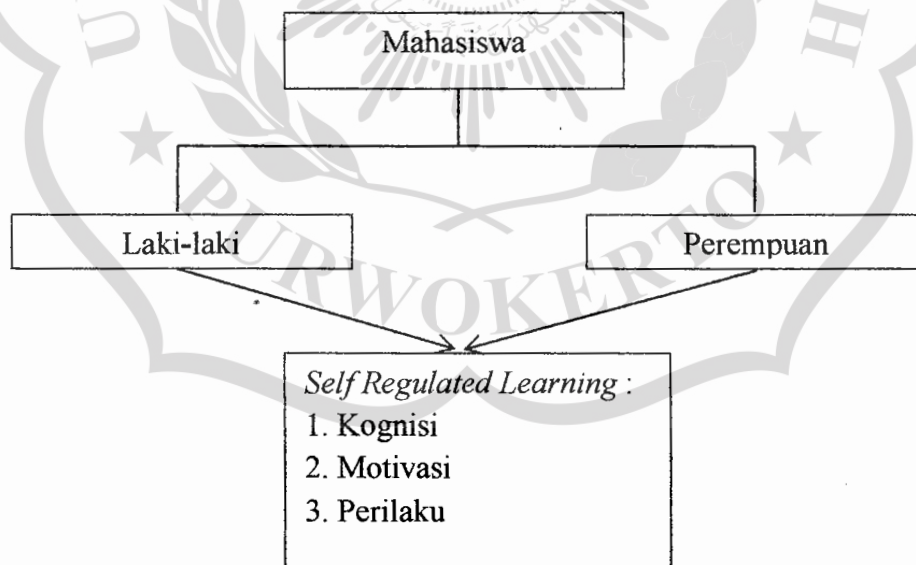 Mahasiswa
Laki-laki
Perempuan
PURWOKERTO
Self Regulated Learning :
1. Kognisi
2. Motivasi
3. Perilaku